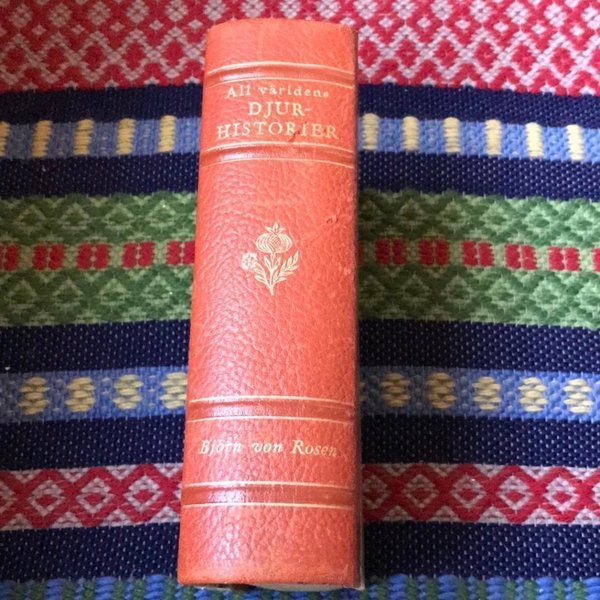 All världens
DJUR-
HISTORIER
Björn von Rosen